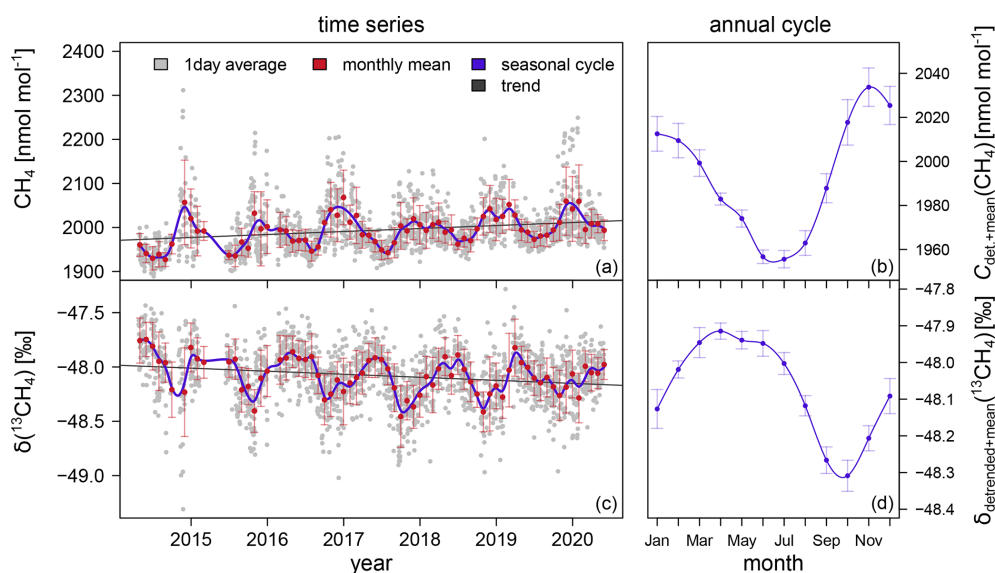 time series
annual cycle
CH₄ [nmol mol⁻¹]
2400
2300
2200
2100
2000
1900
1day average
monthly mean
seasonal cycle
trend
(a)
2040
2020
2000
1980
1960
(b)
C det.+mean(CH₄) [nmol mol⁻¹]
δ(¹³CH₄) [‰]
−47.5
−48.0
−48.5
−49.0
(c)
−47.8
−47.9
−48.0
−48.1
−48.2
−48.3
−48.4
(d)
δ detrended+mean(¹³CH₄) [‰]
2015 2016 2017 2018 2019 2020
year
Jan Mar May Jul Sep Nov
month